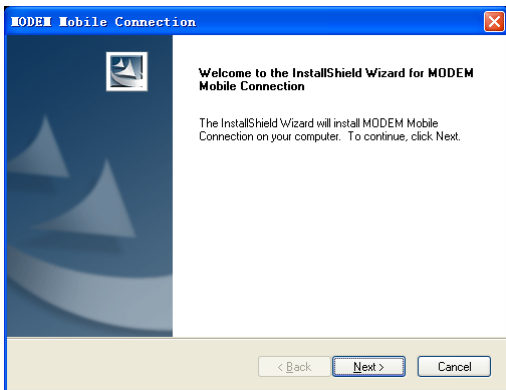 MODEM Mobile Connection
Welcome to the InstallShield Wizard for MODEM
Mobile Connection
The InstallShield Wizard will install MODEM Mobile
Connection on your computer. To continue, click Next.
< Back
Next >
Cancel